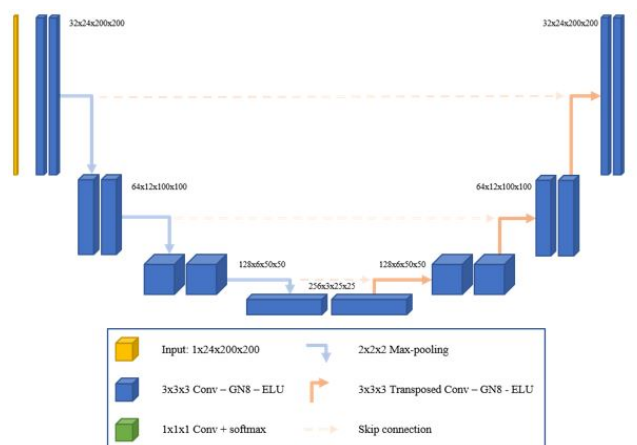 32x24x200x200
32x24x200x200
64x12x100x100
64x12x100x100
128x6x50x50
128x6x50x50
256x3x25x25
Input: 1x24x200x200
2x2x2 Max-pooling
3x3x3 Conv – GN8 – ELU
3x3x3 Transposed Conv – GN8 - ELU
1x1x1 Conv + softmax
Skip connection